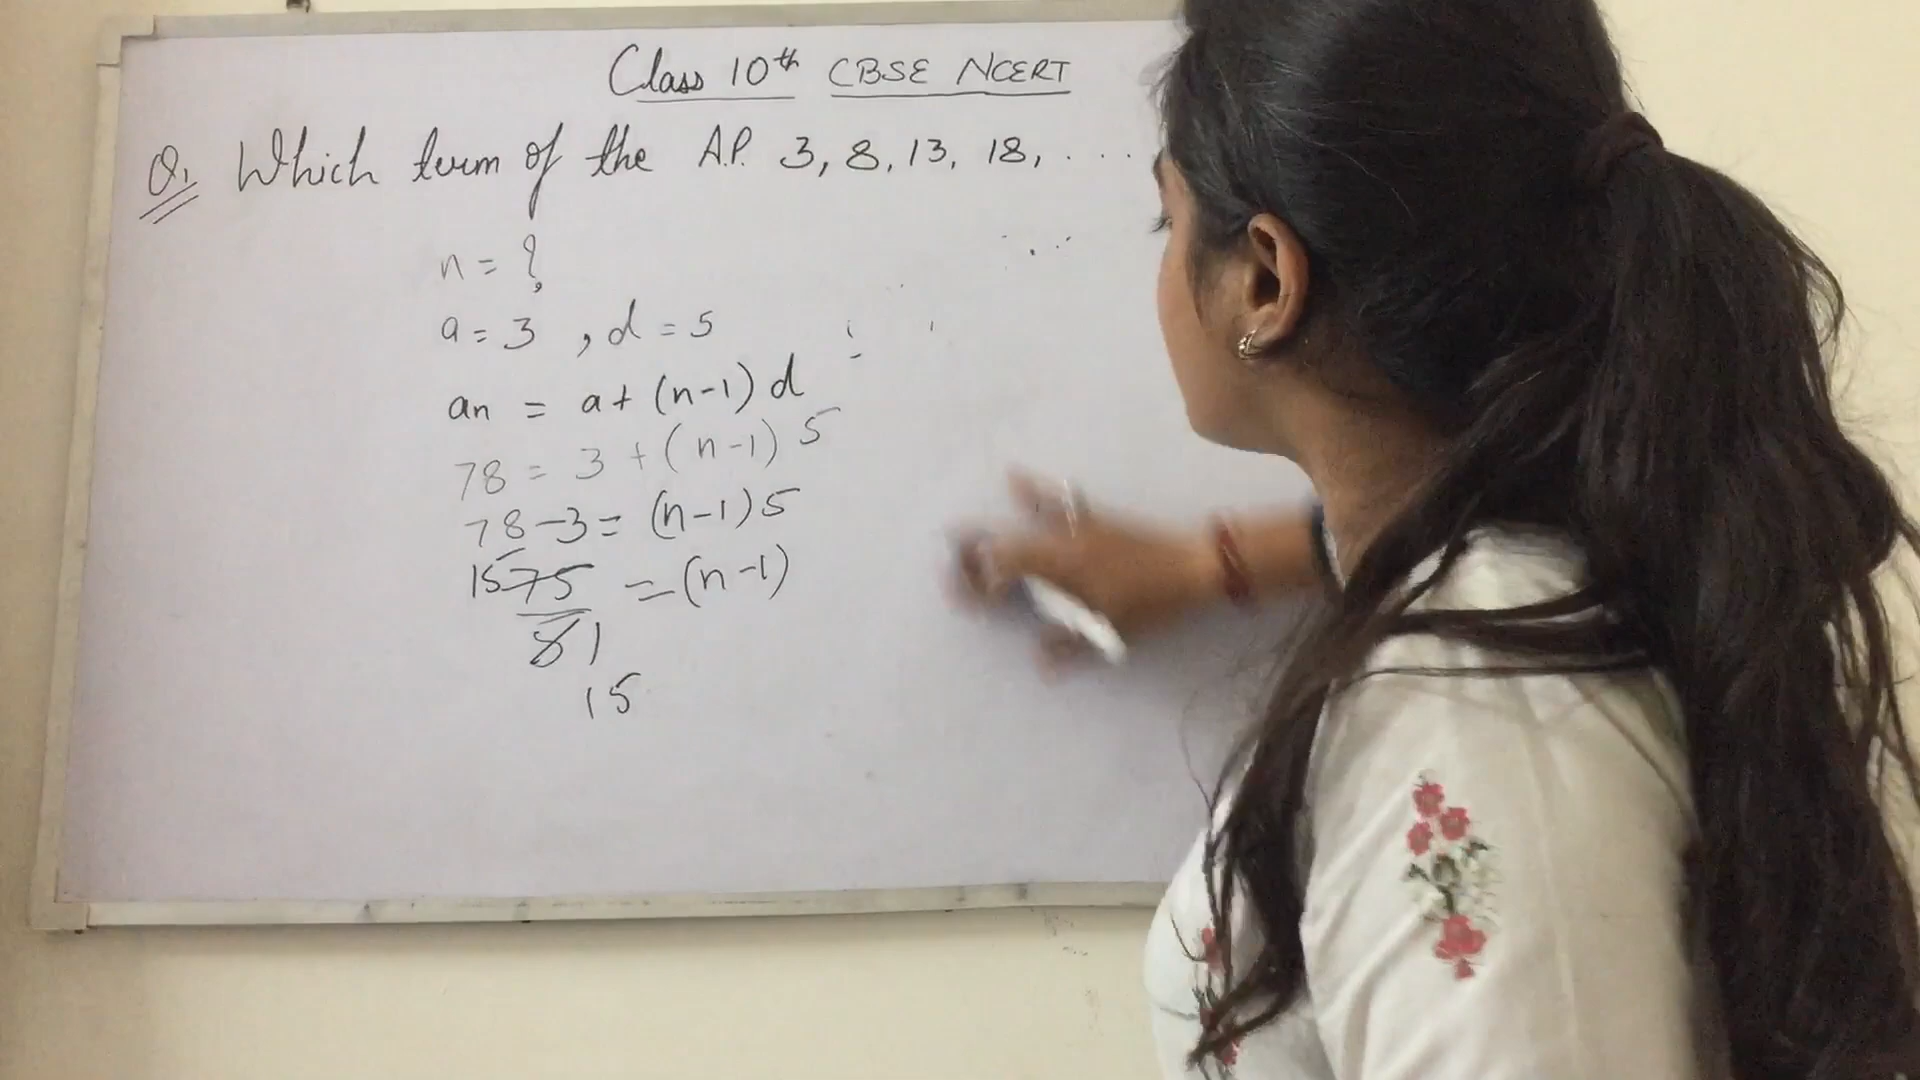 Class 10th CBSE NCERT
Q1 Which term of the A.P. 3, 8, 13, 18, ....
n = ?
a = 3 , d = 5
an = a + (n-1) d
78 = 3 + (n-1) 5
78-3 = (n-1) 5
15 75 = (n-1)
5 1
15